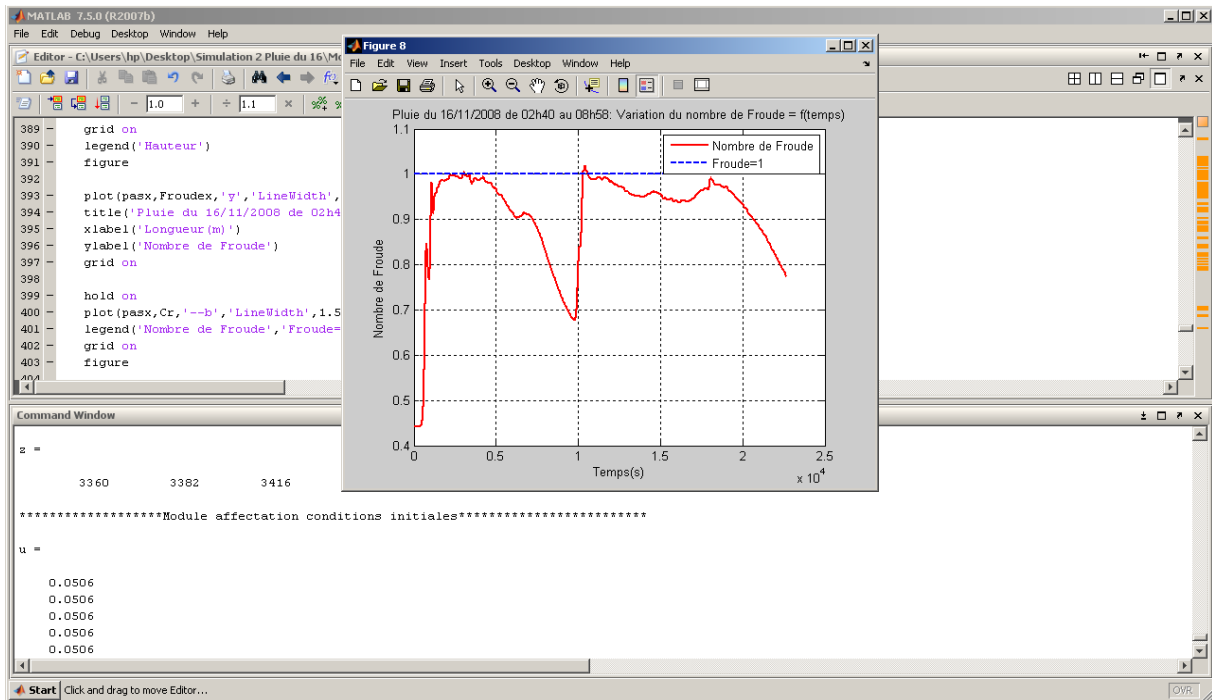 MATLAB 7.5.0 (R2007b)
File Edit Debug Desktop Window Help
Editor - C:\Users\hp\Desktop\Simulation 2 Pluie du 16\Mo
1.0
1.1
389 - grid on
390 - legend('Hauteur')
391 - figure
392
393 - plot(pasx,Froudex,'y','LineWidth',
394 - title('Pluie du 16/11/2008 de 02h4
395 - xlabel('Longueur(m)')
396 - ylabel('Nombre de Froude')
397 - grid on
398
399 - hold on
400 - plot(pasx,Cr,'--b','LineWidth',1.5
401 - legend('Nombre de Froude','Froude=
402 - grid on
403 - figure
404
Figure 8
File Edit View Insert Tools Desktop Window Help
Pluie du 16/11/2008 de 02h40 au 08h58: Variation du nombre de Froude = f(temps)
Nombre de Froude
Froude=1
1.1
1
0.9
0.8
0.7
0.6
0.5
0.4
Nombre de Froude
0 0.5 1 1.5 2 2.5
Temps(s)
x 10^4
Command Window
z =
3360 3382 3416
*******************Module affectation conditions initiales*************************
u =
0.0506
0.0506
0.0506
0.0506
0.0506
Start Click and drag to move Editor...
OVR